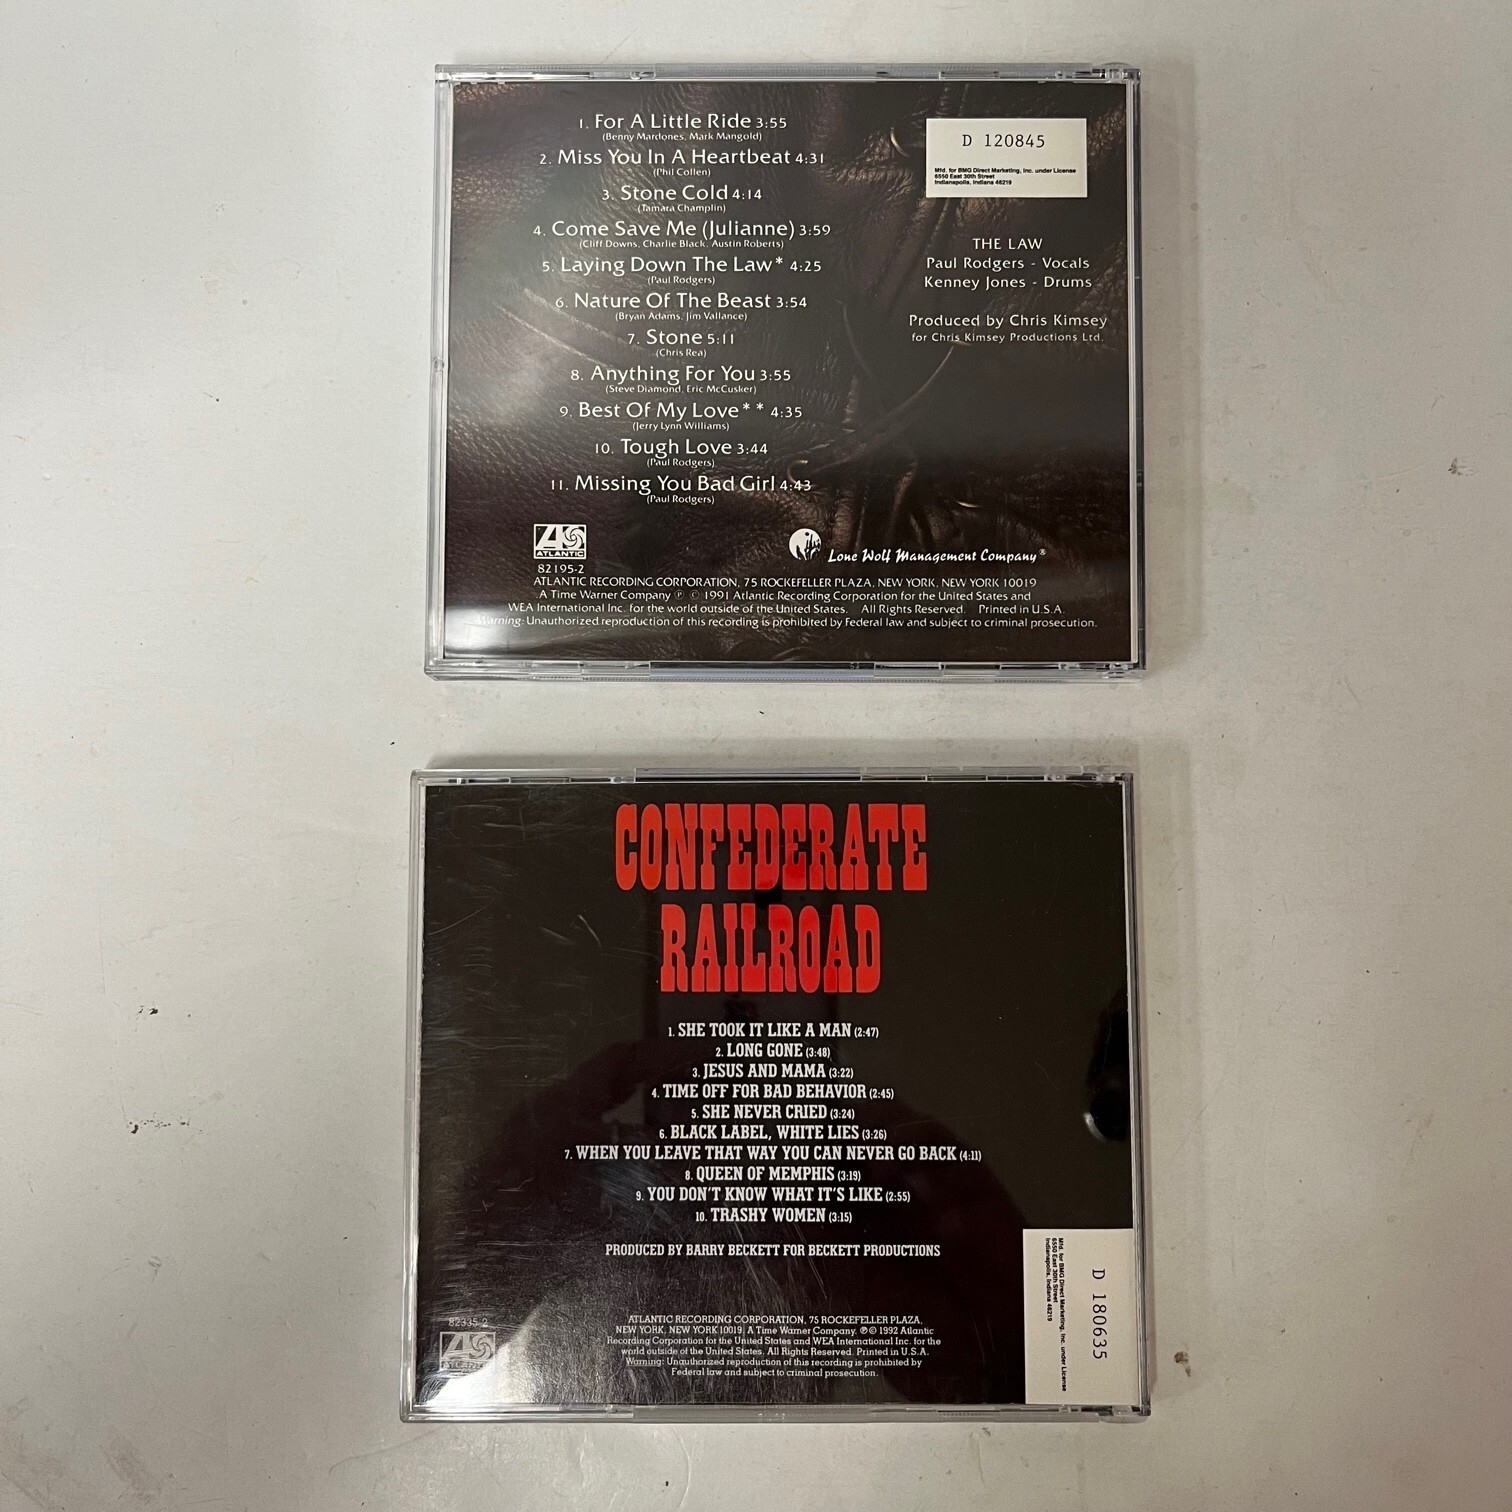 1. For A Little Ride 3:55
(Benny Mardones, Mark Mangold)
2. Miss You In A Heartbeat 4:31
(Phil Collen)
3. Stone Cold 4:14
(Tamara Champlin)
4. Come Save Me (Julianne) 3:59
(Cliff Downs, Charlie Black, Austin Roberts)
5. Laying Down The Law* 4:25
(Paul Rodgers)
6. Nature Of The Beast 3:54
(Bryan Adams, Jim Vallance)
7. Stone 5:11
(Chris Rea)
8. Anything For You 3:55
(Steve Diamond, Eric McCusker)
9. Best Of My Love** 4:35
(Jerry Lynn Williams)
10. Tough Love 3:44
(Paul Rodgers)
11. Missing You Bad Girl 4:43
(Paul Rodgers)
D 120845
Mfd. for BMG Direct Marketing, Inc. under License
6550 East 30th Street
Indianapolis, Indiana 46219
THE LAW
Paul Rodgers - Vocals
Kenney Jones - Drums
Produced by Chris Kimsey
for Chris Kimsey Productions Ltd.
ATLANTIC
82195-2
Lone Wolf Management Company®
ATLANTIC RECORDING CORPORATION, 75 ROCKEFELLER PLAZA, NEW YORK, NEW YORK 10019
A Time Warner Company ℗ © 1991 Atlantic Recording Corporation for the United States and
WEA International Inc. for the world outside of the United States. All Rights Reserved. Printed in U.S.A.
Warning: Unauthorized reproduction of this recording is prohibited by Federal law and subject to criminal prosecution.
CONFEDERATE
RAILROAD
1. SHE TOOK IT LIKE A MAN (2:47)
2. LONG GONE (3:48)
3. JESUS AND MAMA (3:22)
4. TIME OFF FOR BAD BEHAVIOR (2:45)
5. SHE NEVER CRIED (3:24)
6. BLACK LABEL, WHITE LIES (3:26)
7. WHEN YOU LEAVE THAT WAY YOU CAN NEVER GO BACK (4:11)
8. QUEEN OF MEMPHIS (3:19)
9. YOU DON'T KNOW WHAT IT'S LIKE (2:55)
10. TRASHY WOMEN (3:15)
PRODUCED BY BARRY BECKETT FOR BECKETT PRODUCTIONS
82335-2
ATLANTIC
ATLANTIC RECORDING CORPORATION, 75 ROCKEFELLER PLAZA,
NEW YORK, NEW YORK 10019. A Time Warner Company. ℗ © 1992 Atlantic
Recording Corporation for the United States and WEA International Inc. for the
world outside of the United States. All Rights Reserved. Printed in U.S.A.
Warning: Unauthorized reproduction of this recording is prohibited by
Federal law and subject to criminal prosecution.
D 180635
Mfd. for BMG Direct Marketing, Inc. under License
6550 East 30th Street
Indianapolis, Indiana 46219